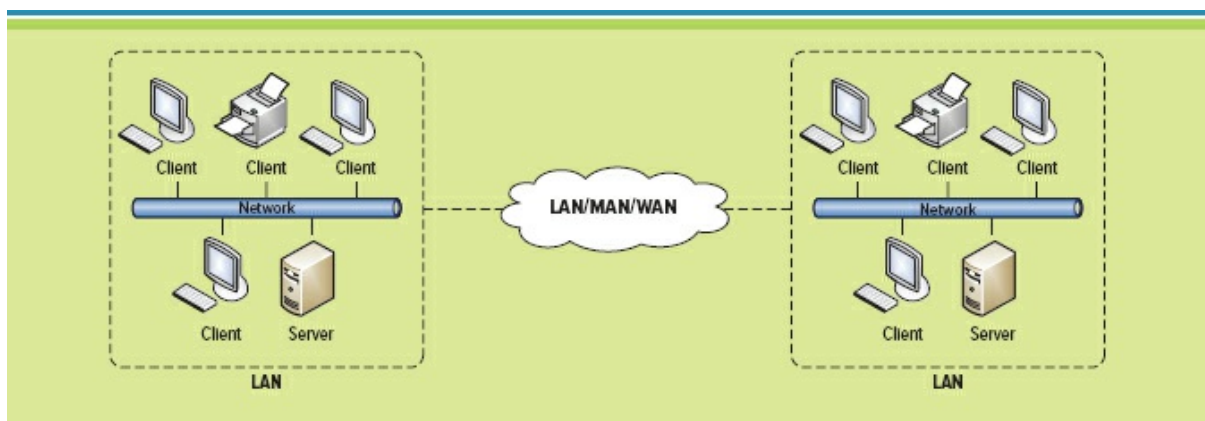 Client Client Client
Network
Client Server
LAN
LAN/MAN/WAN
Client Client Client
Network
Client Server
LAN